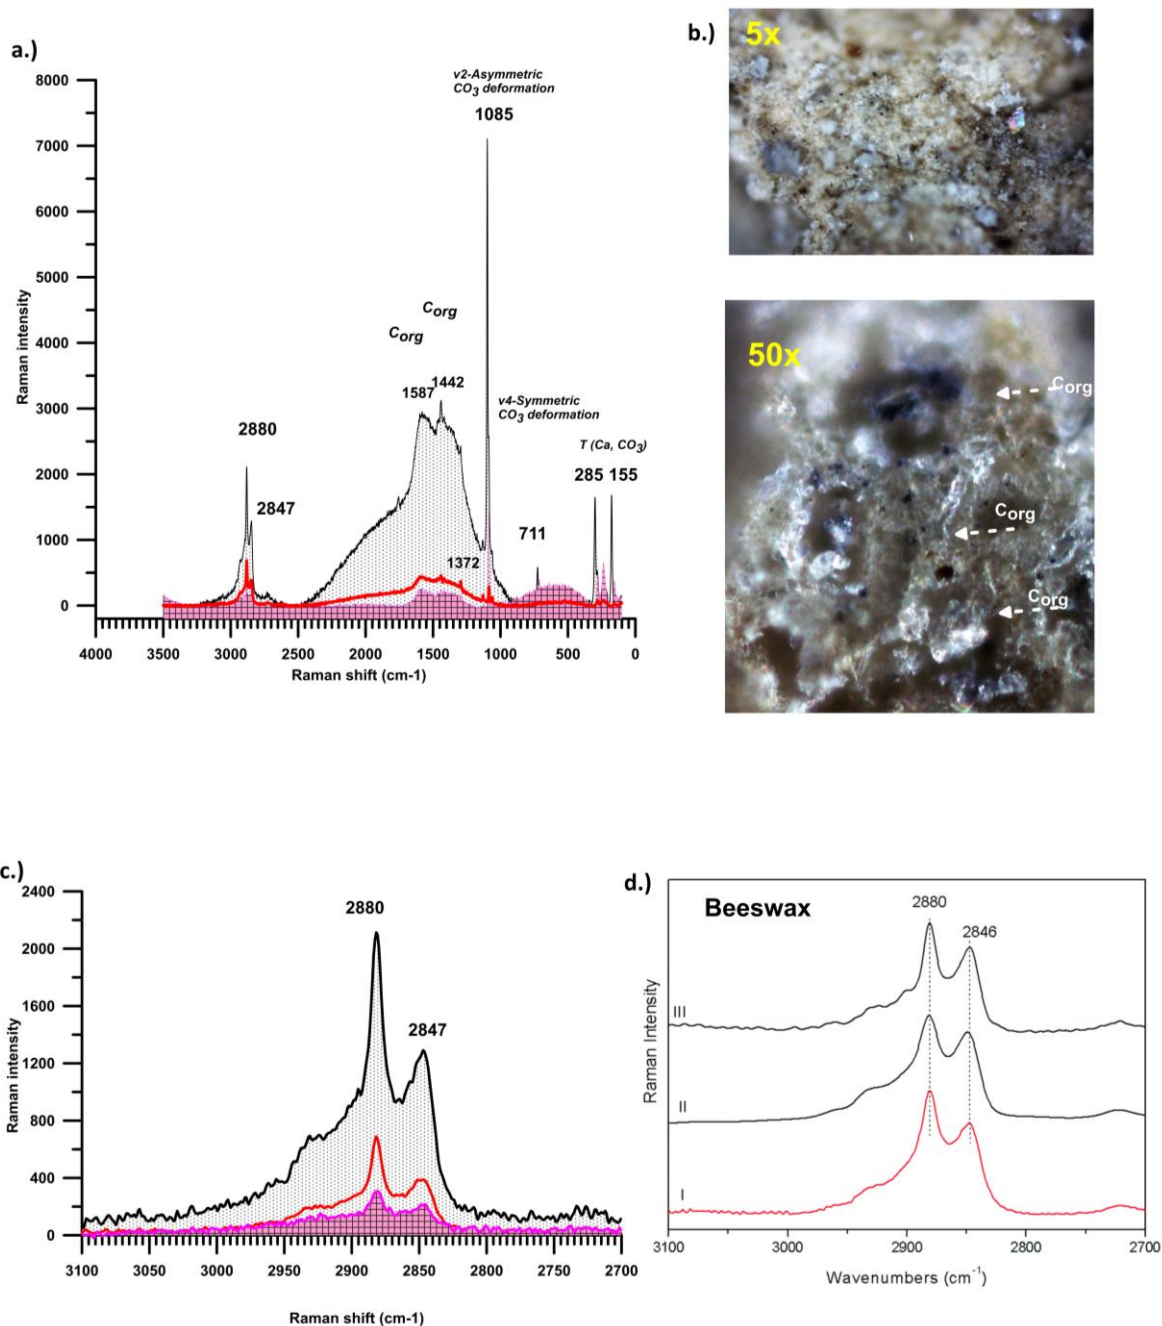 a.)
8000
7000
6000
5000
4000
3000
2000
1000
0
Raman intensity
v2-Asymmetric
CO3 deformation
1085
Corg
Corg
1587
1442
v4-Symmetric
CO3 deformation
2880
2847
T (Ca, CO3)
285
155
711
1372
4000
3500
3000
2500
2000
1500
1000
500
0
Raman shift (cm-1)
b.)
5x
50x
Corg
Corg
Corg
c.)
2400
2000
1600
1200
800
400
0
Raman intensity
2880
2847
3100
3050
3000
2950
2900
2850
2800
2750
2700
Raman shift (cm-1)
d.)
Beeswax
2880
2846
III
II
I
Raman Intensity
3100
3000
2900
2800
2700
Wavenumbers (cm-1)